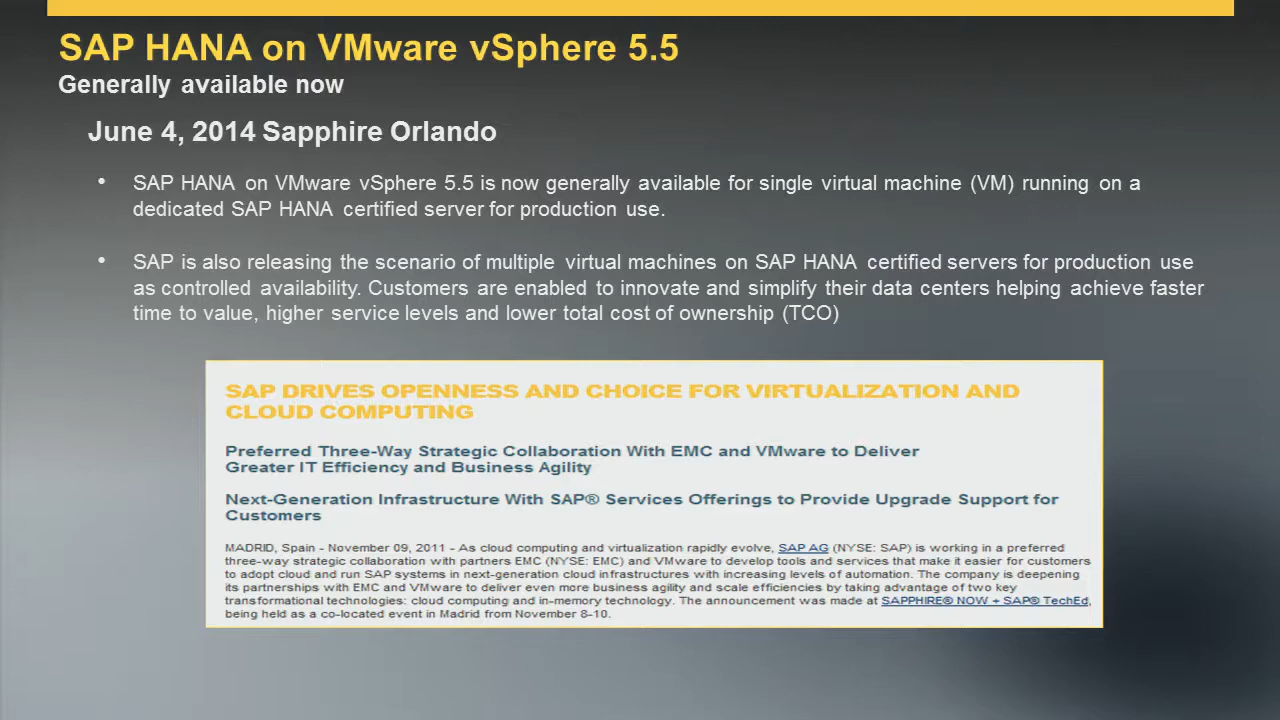 SAP HANA on VMware vSphere 5.5
Generally available now
June 4, 2014 Sapphire Orlando
• SAP HANA on VMware vSphere 5.5 is now generally available for single virtual machine (VM) running on a
dedicated SAP HANA certified server for production use.
• SAP is also releasing the scenario of multiple virtual machines on SAP HANA certified servers for production use
as controlled availability. Customers are enabled to innovate and simplify their data centers helping achieve faster
time to value, higher service levels and lower total cost of ownership (TCO)
SAP DRIVES OPENNESS AND CHOICE FOR VIRTUALIZATION AND
CLOUD COMPUTING
Preferred Three-Way Strategic Collaboration With EMC and VMware to Deliver
Greater IT Efficiency and Business Agility
Next-Generation Infrastructure With SAP® Services Offerings to Provide Upgrade Support for
Customers
MADRID, Spain - November 09, 2011 - As cloud computing and virtualization rapidly evolve, SAP AG (NYSE: SAP) is working in a preferred
three-way strategic collaboration with partners EMC (NYSE: EMC) and VMware to develop tools and services that make it easier for customers
to adopt cloud and run SAP systems in next-generation cloud infrastructures with increasing levels of automation. The company is deepening
its partnerships with EMC and VMware to deliver even more business agility and scale efficiencies by taking advantage of two key
transformational technologies: cloud computing and in-memory technology. The announcement was made at SAPPHIRE® NOW + SAP® TechEd,
being held as a co-located event in Madrid from November 8-10.